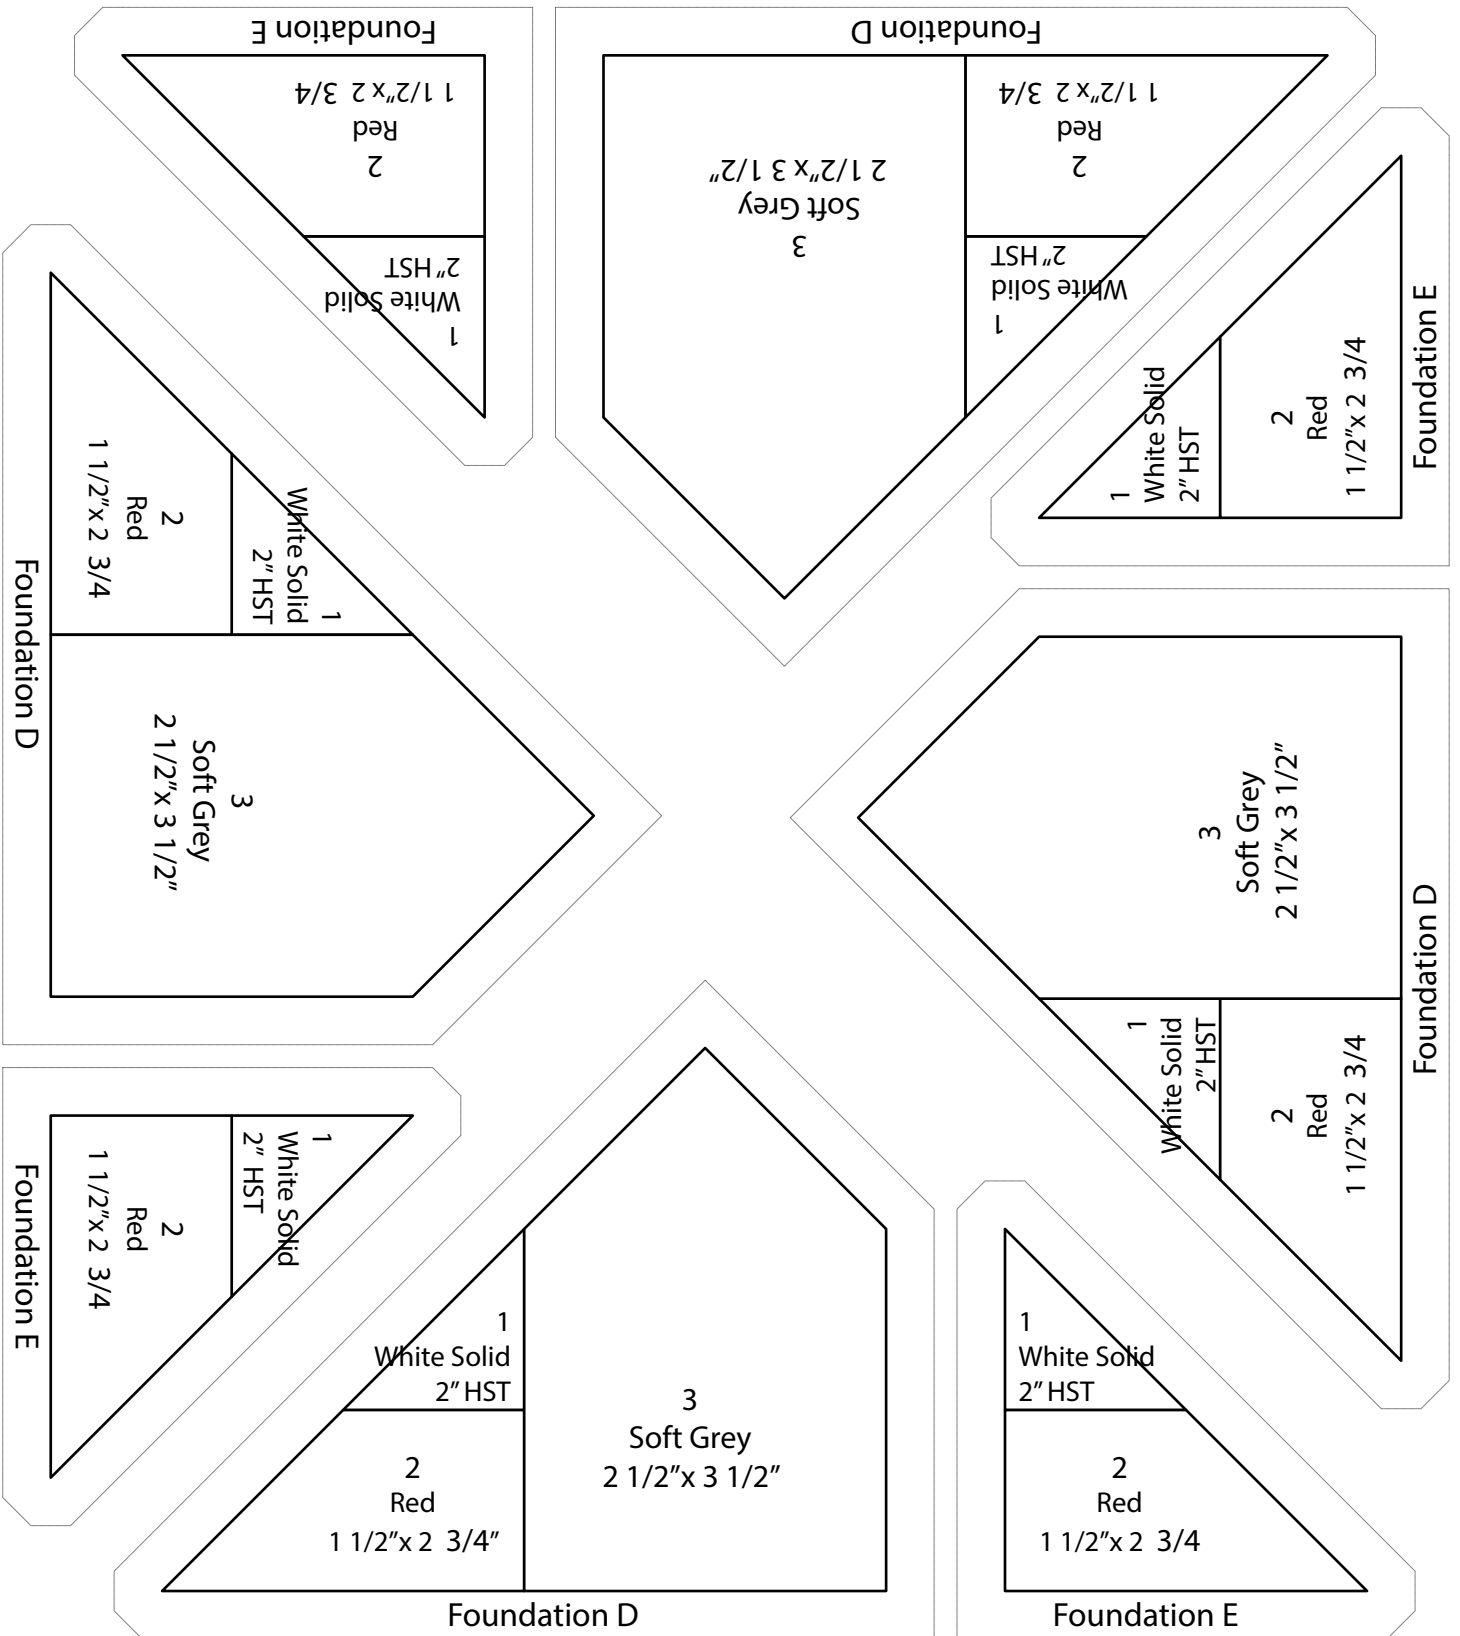 Foundation E
1 1/2”x 2 3/4
Red
2
2” HST
White Solid
1
Foundation D
2 1/2”x 3 1/2”
Soft Grey
3
1 1/2”x 2 3/4
Red
2
2” HST
White Solid
1
1
White Solid
2” HST
2
Red
1 1/2”x 2 3/4
Foundation E
1
White Solid
2” HST
2
Red
1 1/2”x 2 3/4
3
Soft Grey
2 1/2”x 3 1/2”
Foundation D
3
Soft Grey
2 1/2”x 3 1/2”
1
White Solid
2” HST
2
Red
1 1/2”x 2 3/4
Foundation D
1
White Solid
2” HST
2
Red
1 1/2”x 2 3/4
Foundation E
1
White Solid
2” HST
2
Red
1 1/2”x 2 3/4”
3
Soft Grey
2 1/2”x 3 1/2”
Foundation D
1
White Solid
2” HST
2
Red
1 1/2”x 2 3/4
Foundation E